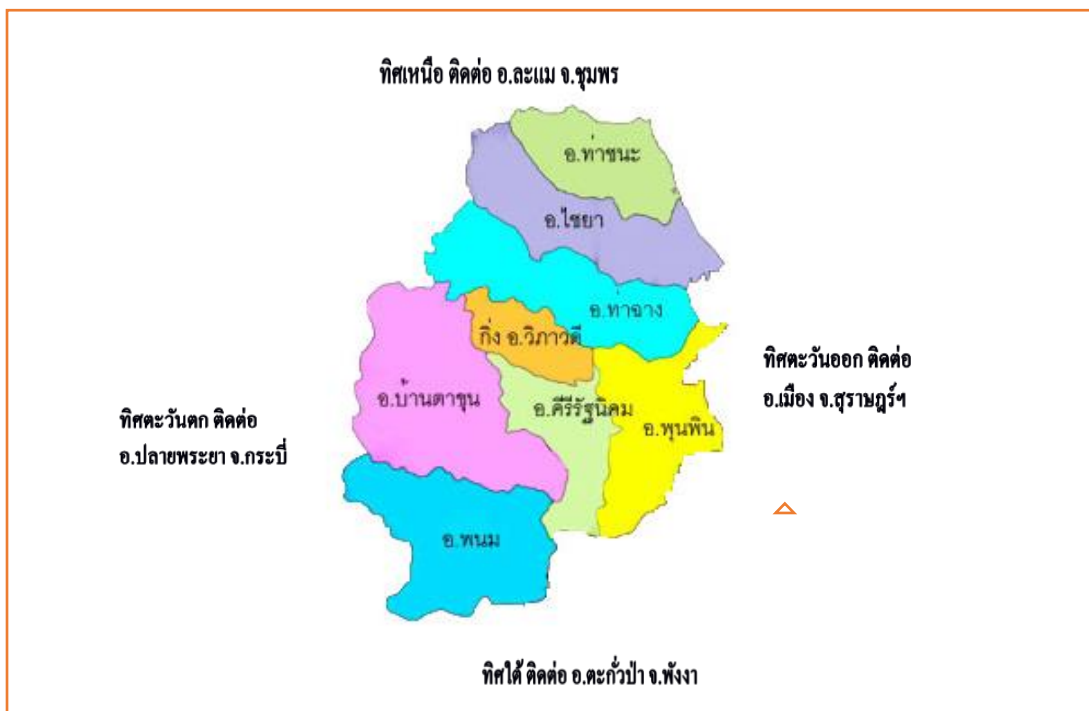 ทิศเหนือ ติดต่อ อ.ละแม จ.ชุมพร
อ.ท่าชนะ
อ.ไชยา
อ.ท่าฉาง
กิ่ง อ.วิภาวดี
อ.บ้านตาขุน
อ.คีรีรัฐนิคม
อ.พุนพิน
ทิศตะวันออก ติดต่อ
อ.เมือง จ.สุราษฎร์ฯ
ทิศตะวันตก ติดต่อ
อ.ปลายพระยา จ.กระบี่
อ.พนม
ทิศใต้ ติดต่อ อ.ตะกั่วป่า จ.พังงา